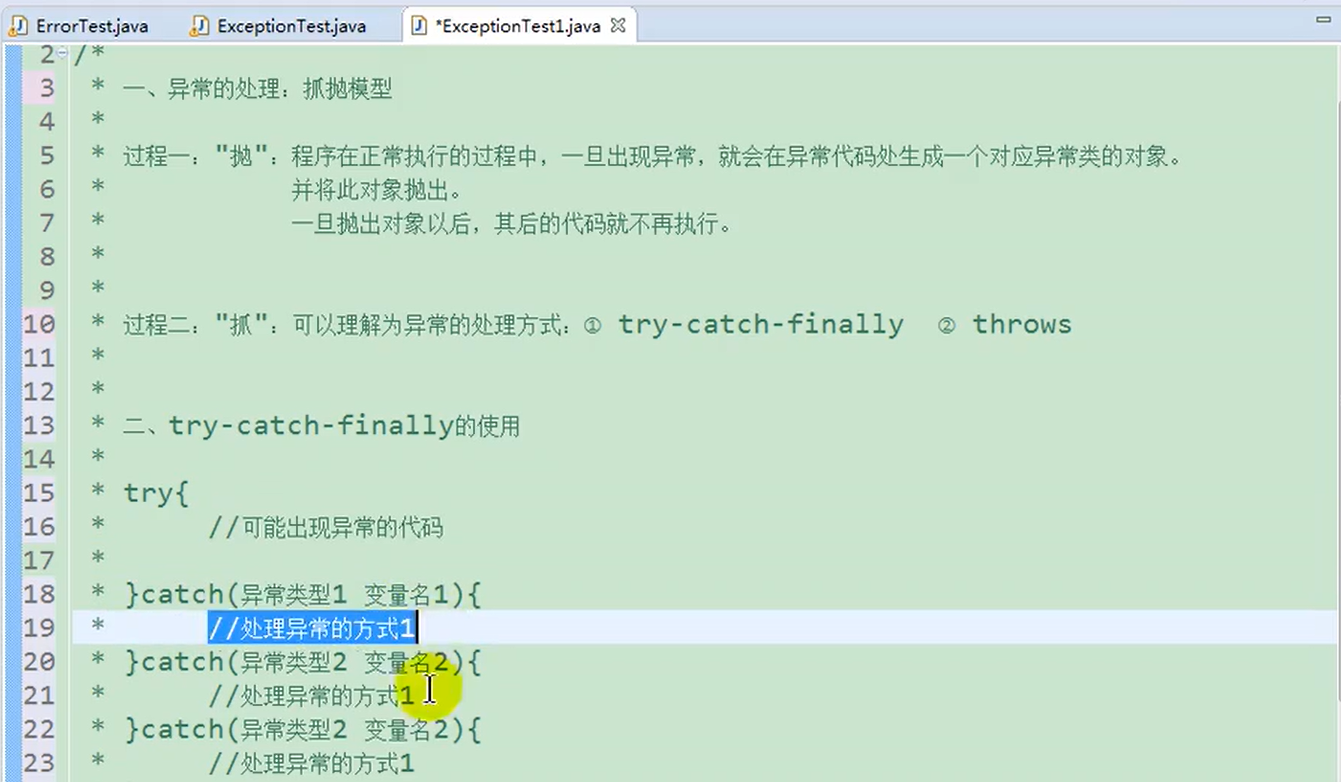 ErrorTest.java ExceptionTest.java *ExceptionTest1.java
2 /*
3 * 一、异常的处理：抓抛模型
4 *
5 * 过程一："抛"：程序在正常执行的过程中，一旦出现异常，就会在异常代码处生成一个对应异常类的对象。
6 * 并将此对象抛出。
7 * 一旦抛出对象以后，其后的代码就不再执行。
8 *
9 *
10 * 过程二："抓"：可以理解为异常的处理方式：① try-catch-finally ② throws
11 *
12 *
13 * 二、try-catch-finally的使用
14 *
15 * try{
16 * //可能出现异常的代码
17 *
18 * }catch(异常类型1 变量名1){
19 * //处理异常的方式1
20 * }catch(异常类型2 变量名2){
21 * //处理异常的方式1
22 * }catch(异常类型2 变量名2){
23 * //处理异常的方式1